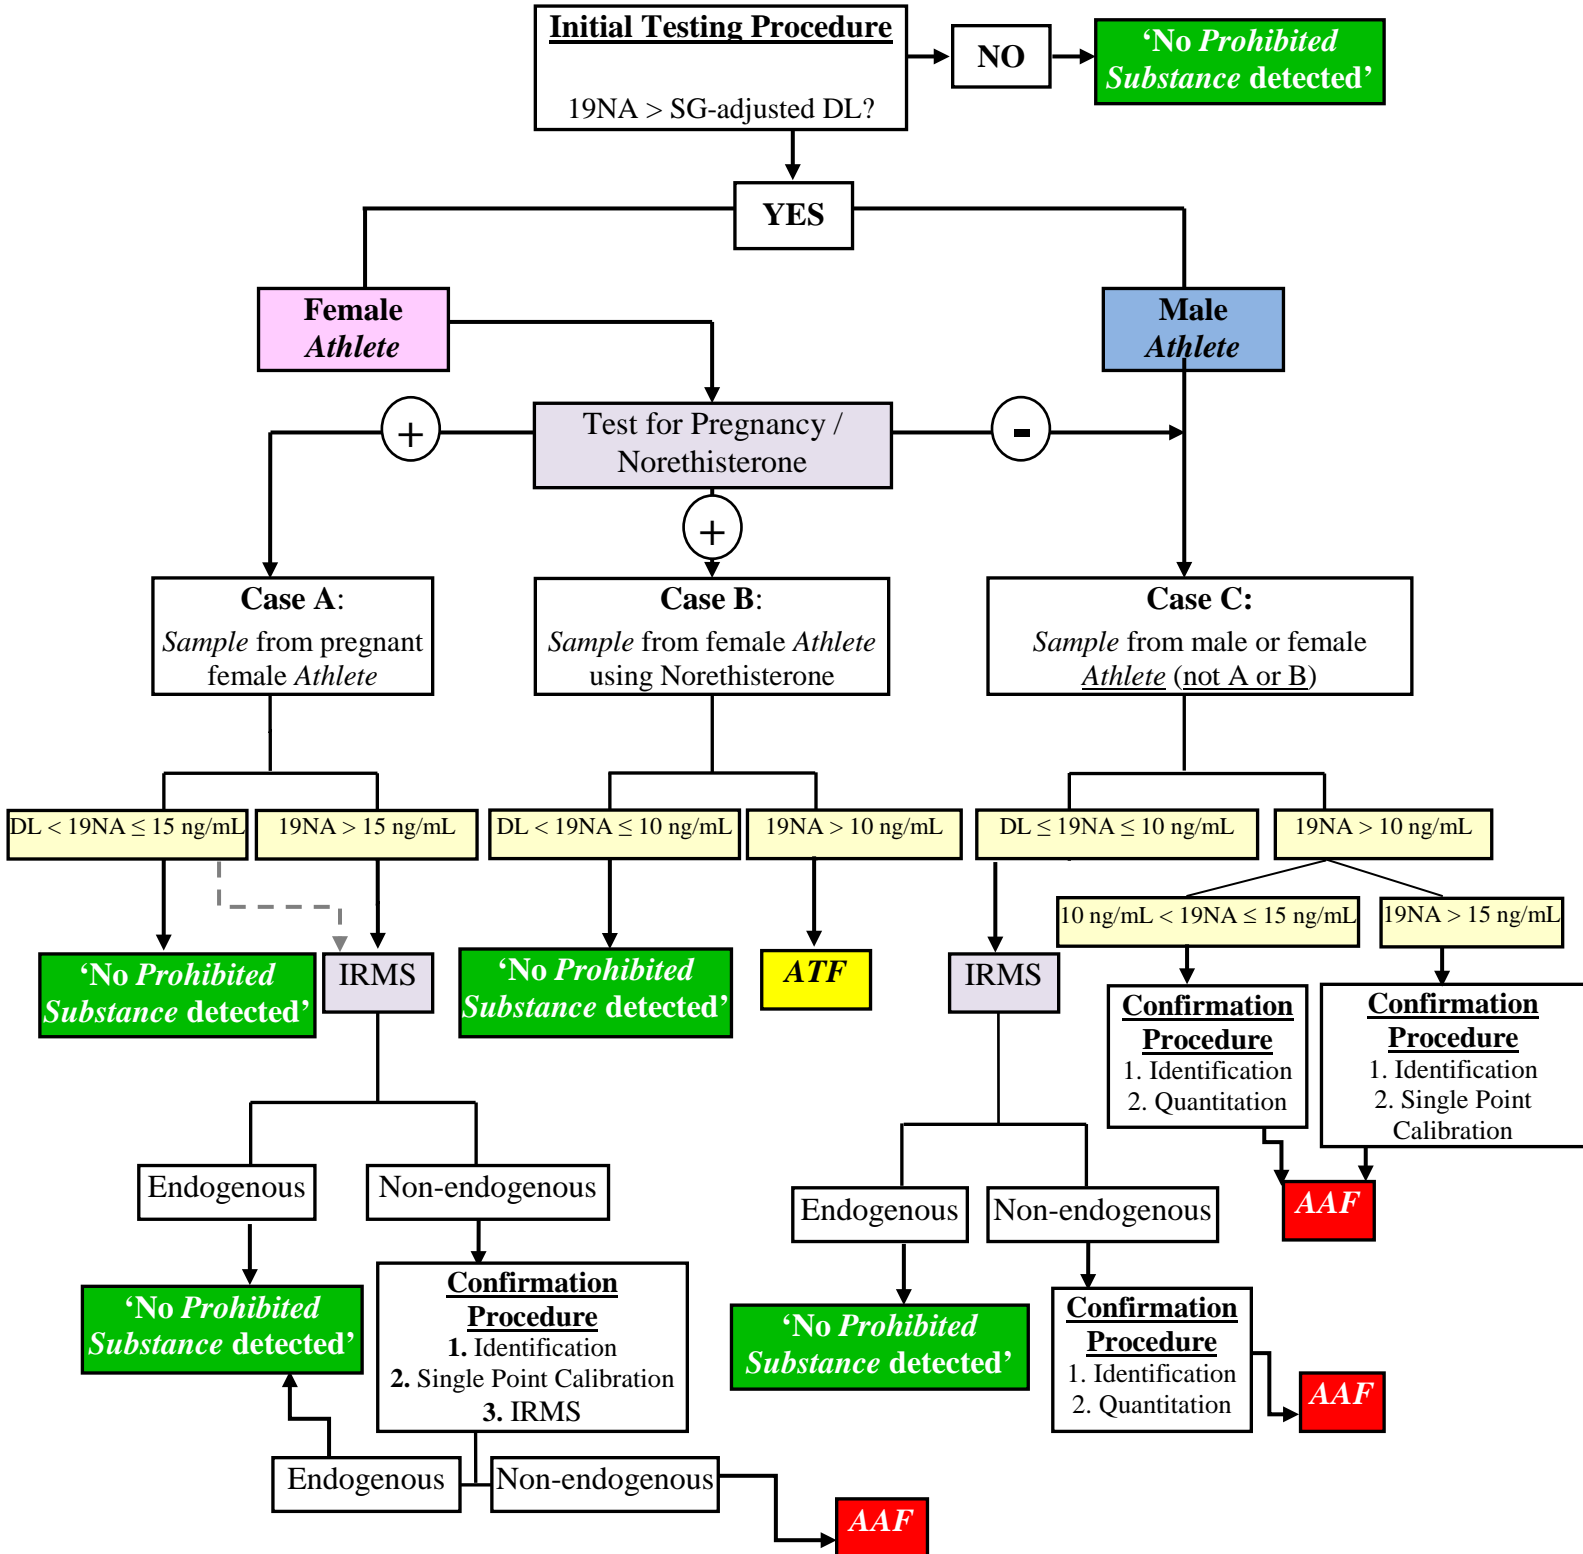 Initial Testing Procedure
19NA > SG-adjusted DL?
NO
‘No Prohibited
Substance detected’
YES
Female
Athlete
Male
Athlete
+
Test for Pregnancy /
Norethisterone
-
+
Case A:
Sample from pregnant
female Athlete
Case B:
Sample from female Athlete
using Norethisterone
Case C:
Sample from male or female
Athlete (not A or B)
DL < 19NA ≤ 15 ng/mL
19NA > 15 ng/mL
DL < 19NA ≤ 10 ng/mL
19NA > 10 ng/mL
DL ≤ 19NA ≤ 10 ng/mL
19NA > 10 ng/mL
10 ng/mL < 19NA ≤ 15 ng/mL
19NA > 15 ng/mL
‘No Prohibited
Substance detected’
IRMS
‘No Prohibited
Substance detected’
ATF
IRMS
Confirmation
Procedure
1. Identification
2. Quantitation
Confirmation
Procedure
1. Identification
2. Single Point
Calibration
Endogenous
Non-endogenous
Endogenous
Non-endogenous
AAF
‘No Prohibited
Substance detected’
Confirmation
Procedure
1. Identification
2. Single Point Calibration
3. IRMS
‘No Prohibited
Substance detected’
Confirmation
Procedure
1. Identification
2. Quantitation
AAF
Endogenous
Non-endogenous
AAF